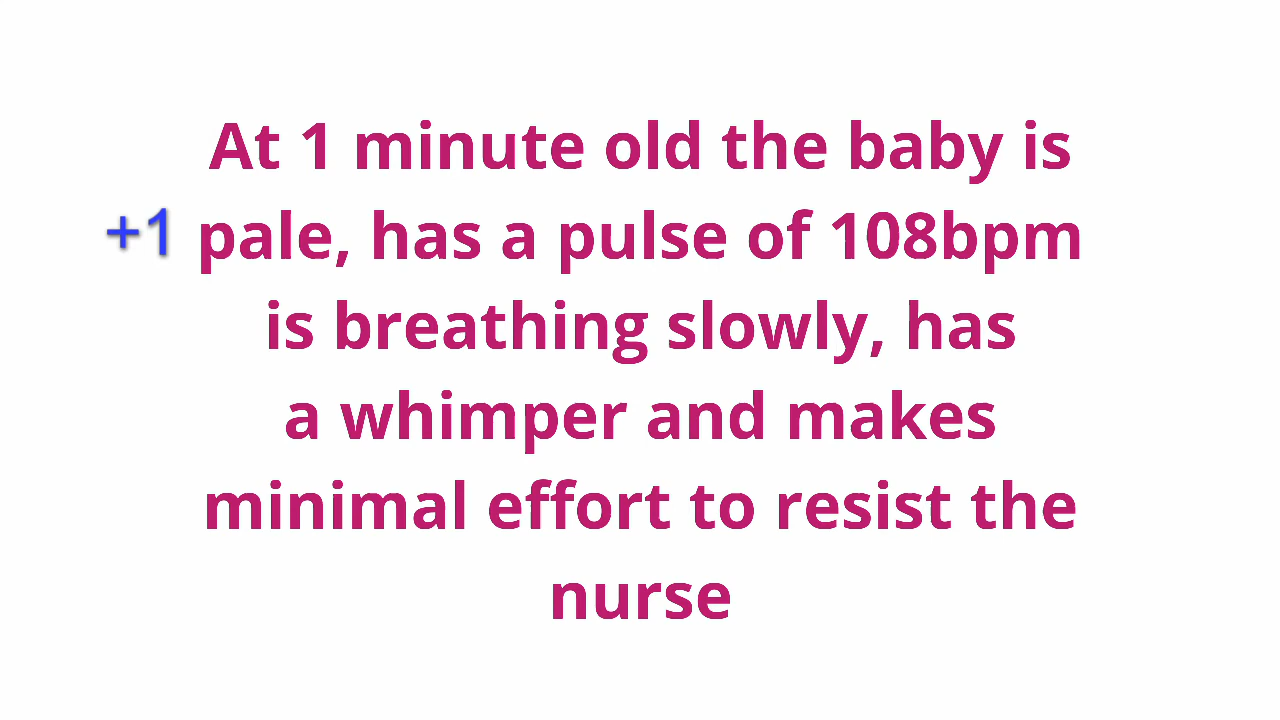 At 1 minute old the baby is
+1 pale, has a pulse of 108bpm
is breathing slowly, has
a whimper and makes
minimal effort to resist the
nurse